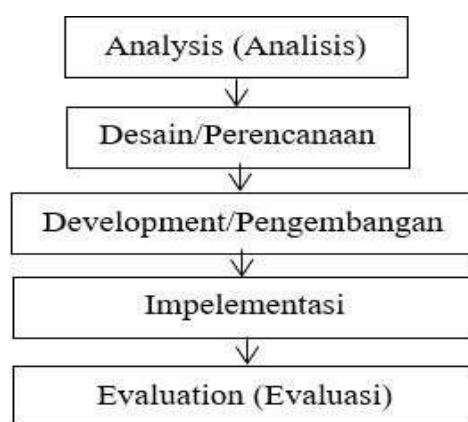 Analysis (Analisis)
Desain/Perencanaan
Development/Pengembangan
Impelementasi
Evaluation (Evaluasi)